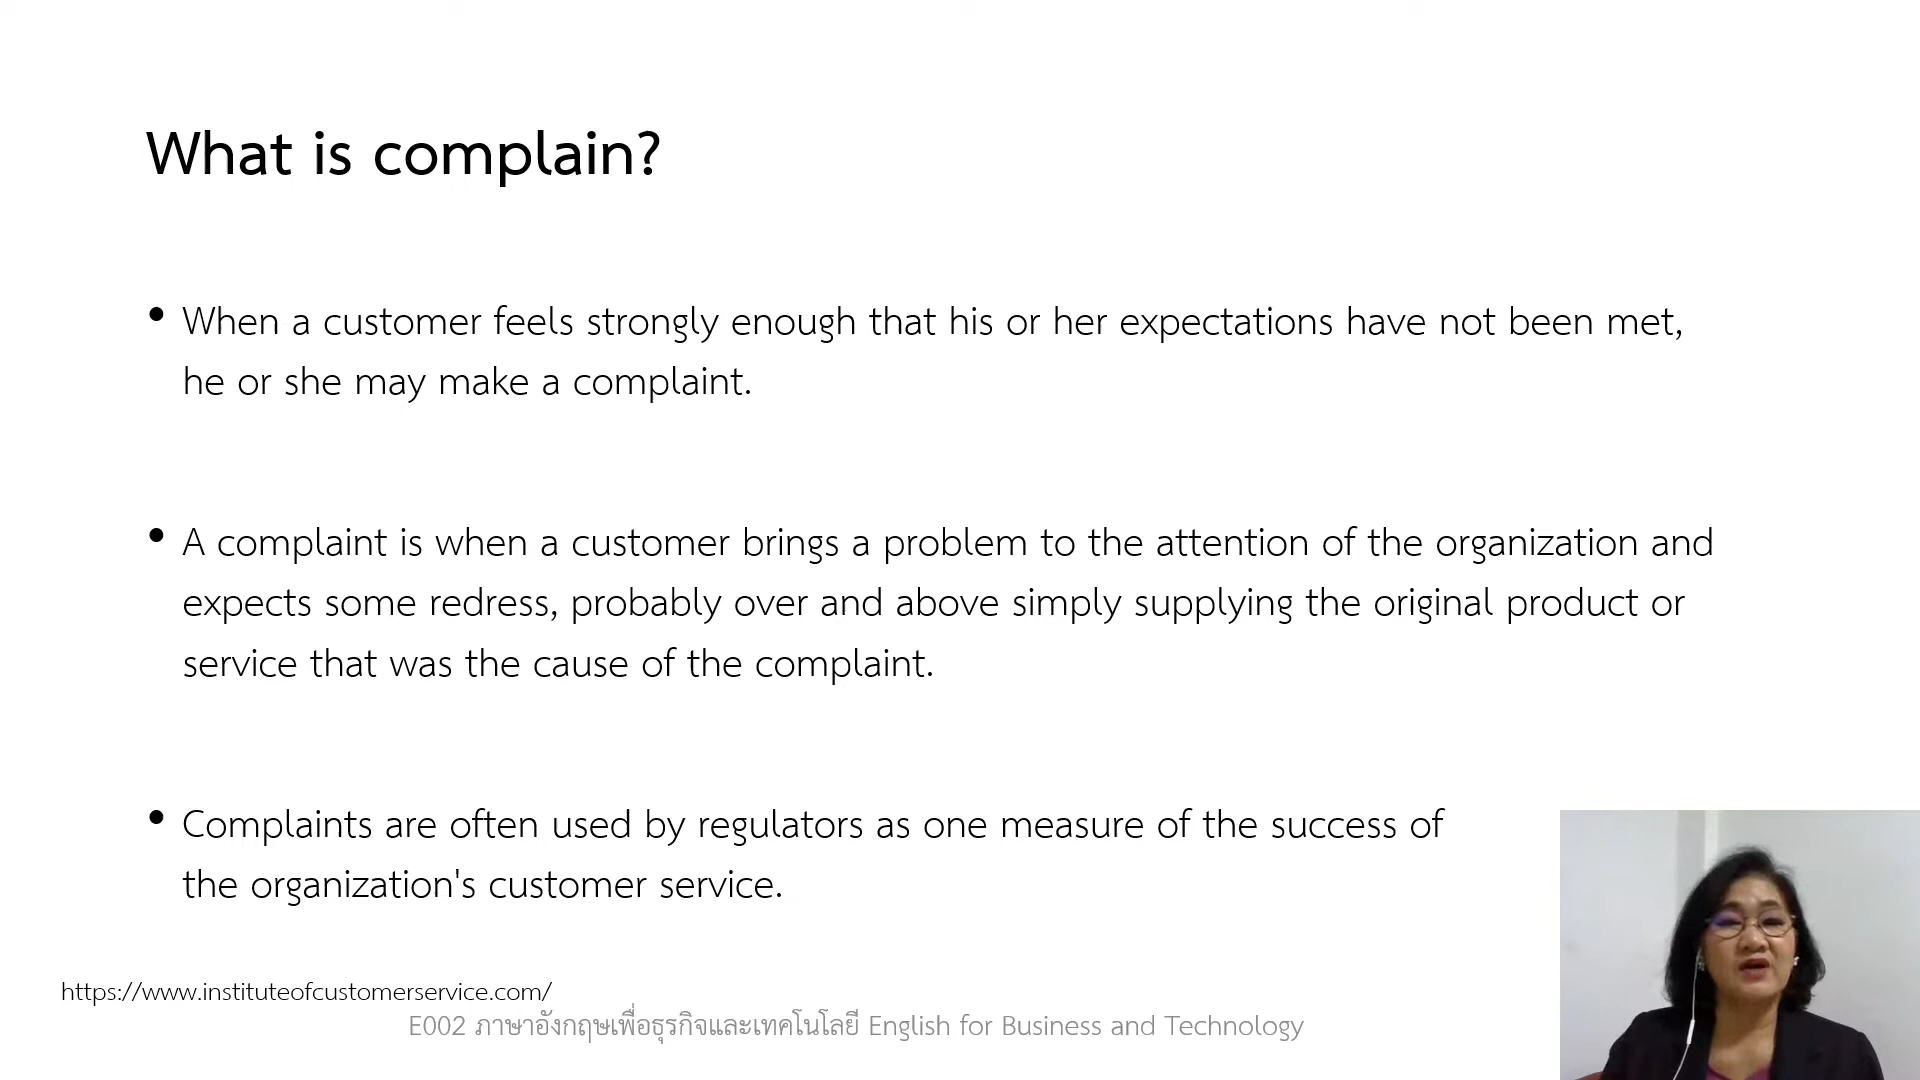 What is complain?
• When a customer feels strongly enough that his or her expectations have not been met,
he or she may make a complaint.
• A complaint is when a customer brings a problem to the attention of the organization and
expects some redress, probably over and above simply supplying the original product or
service that was the cause of the complaint.
• Complaints are often used by regulators as one measure of the success of
the organization's customer service.
https://www.instituteofcustomerservice.com/
E002 ภาษาอังกฤษเพื่อธุรกิจและเทคโนโลยี English for Business and Technology